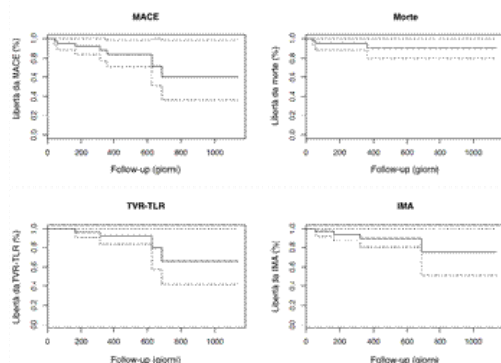 MACE
Libertà da MACE (%)
0.0 0.2 0.4 0.6 0.8 1.0
0 200 400 600 800 1000
Follow-up (giorni)
Morte
Libertà da morte (%)
0.0 0.2 0.4 0.6 0.8 1.0
0 200 400 600 800 1000
Follow-up (giorni)
TVR-TLR
Libertà da TVR-TLR (%)
0.0 0.2 0.4 0.6 0.8 1.0
0 200 400 600 800 1000
Follow-up (giorni)
IMA
Libertà da IMA (%)
0.0 0.2 0.4 0.6 0.8 1.0
0 200 400 600 800 1000
Follow-up (giorni)